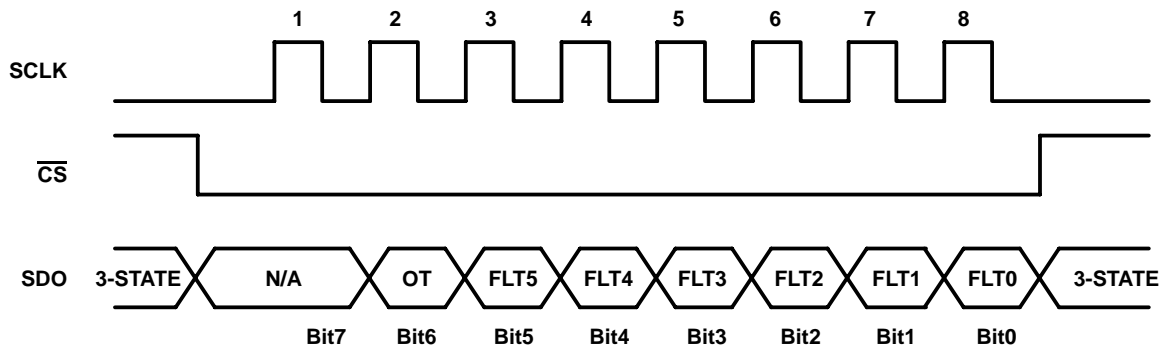 1 2 3 4 5 6 7 8
SCLK
CS
SDO 3-STATE N/A OT FLT5 FLT4 FLT3 FLT2 FLT1 FLT0 3-STATE
Bit7 Bit6 Bit5 Bit4 Bit3 Bit2 Bit1 Bit0